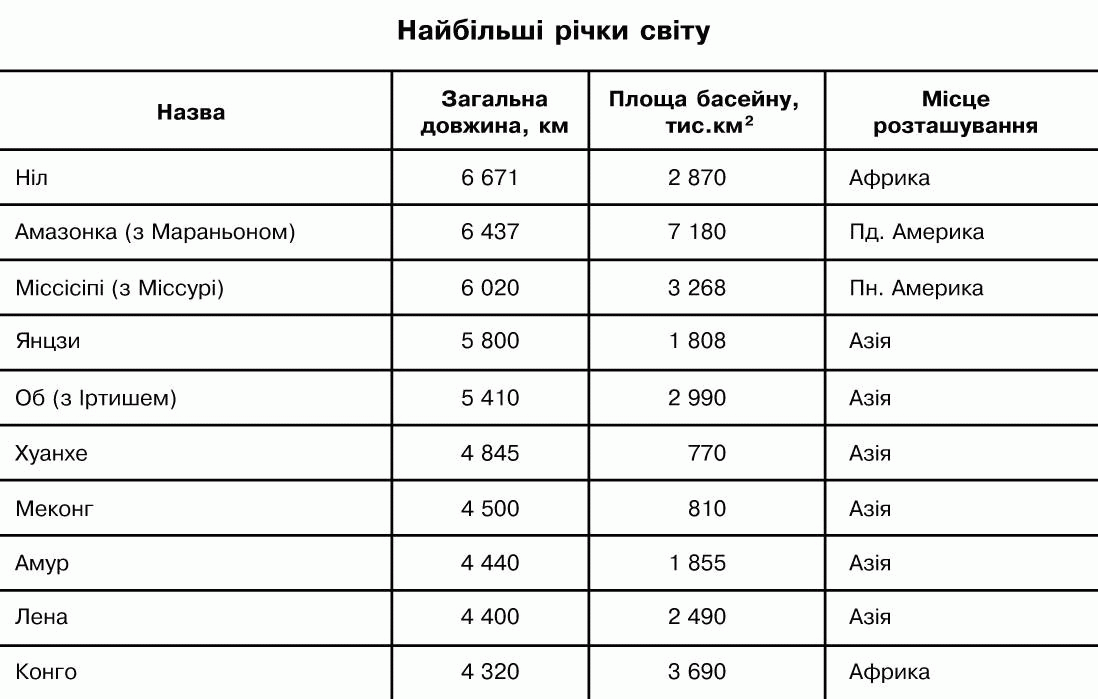 Найбільші річки світу
Назва
Загальна
довжина, км
Площа басейну,
тис.км²
Місце
розташування
Ніл 6 671 2 870 Африка
Амазонка (з Мараньоном) 6 437 7 180 Пд. Америка
Міссісіпі (з Міссурі) 6 020 3 268 Пн. Америка
Янцзи 5 800 1 808 Азія
Об (з Іртишем) 5 410 2 990 Азія
Хуанхе 4 845 770 Азія
Меконг 4 500 810 Азія
Амур 4 440 1 855 Азія
Лена 4 400 2 490 Азія
Конго 4 320 3 690 Африка